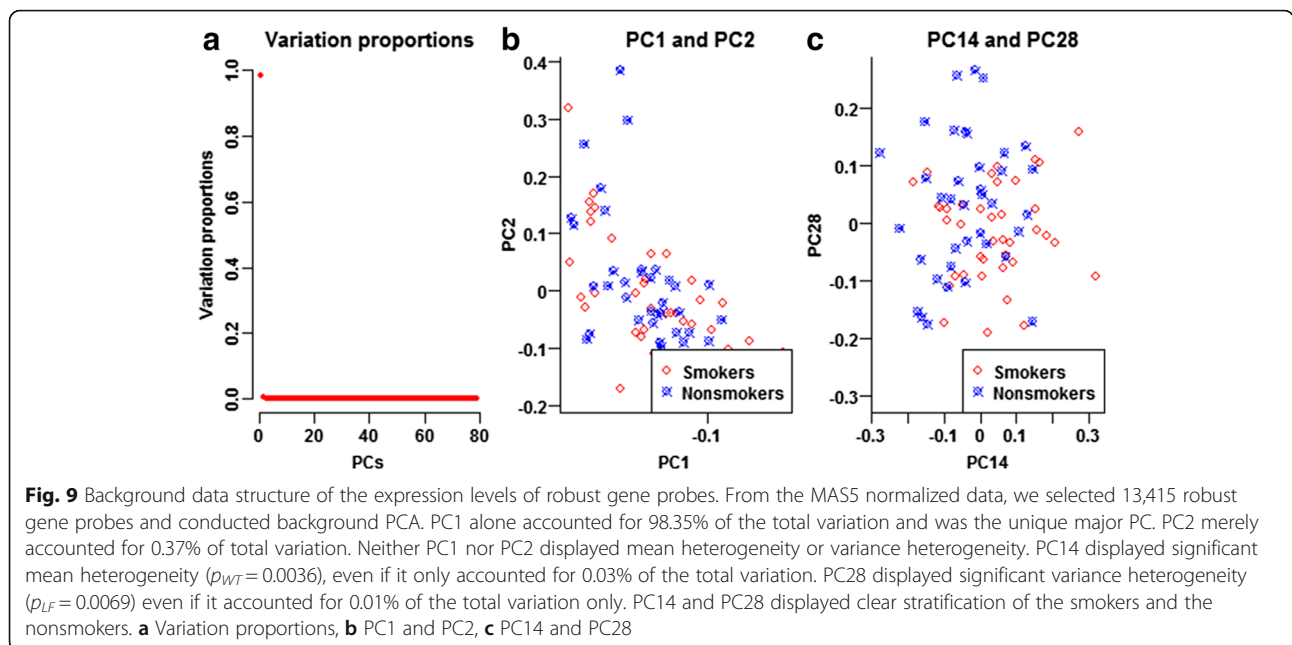 a Variation proportions
b PC1 and PC2
c PC14 and PC28
Variation proportions
1.0
0.8
0.6
0.4
0.2
0.0
0 20 40 60 80
PCs
PC2
0.4
0.3
0.2
0.1
0
-0.1
-0.2
Smokers
Nonsmokers
-0.1
PC1
PC28
0.2
0.1
0
-0.1
-0.2
-0.3
Smokers
Nonsmokers
-0.3 -0.1 0 0.1 0.3
PC14
Fig. 9 Background data structure of the expression levels of robust gene probes. From the MAS5 normalized data, we selected 13,415 robust
gene probes and conducted background PCA. PC1 alone accounted for 98.35% of the total variation and was the unique major PC. PC2 merely
accounted for 0.37% of total variation. Neither PC1 nor PC2 displayed mean heterogeneity or variance heterogeneity. PC14 displayed significant
mean heterogeneity (pWT = 0.0036), even if it only accounted for 0.03% of the total variation. PC28 displayed significant variance heterogeneity
(pLF = 0.0069) even if it accounted for 0.01% of the total variation only. PC14 and PC28 displayed clear stratification of the smokers and the
nonsmokers. a Variation proportions, b PC1 and PC2, c PC14 and PC28